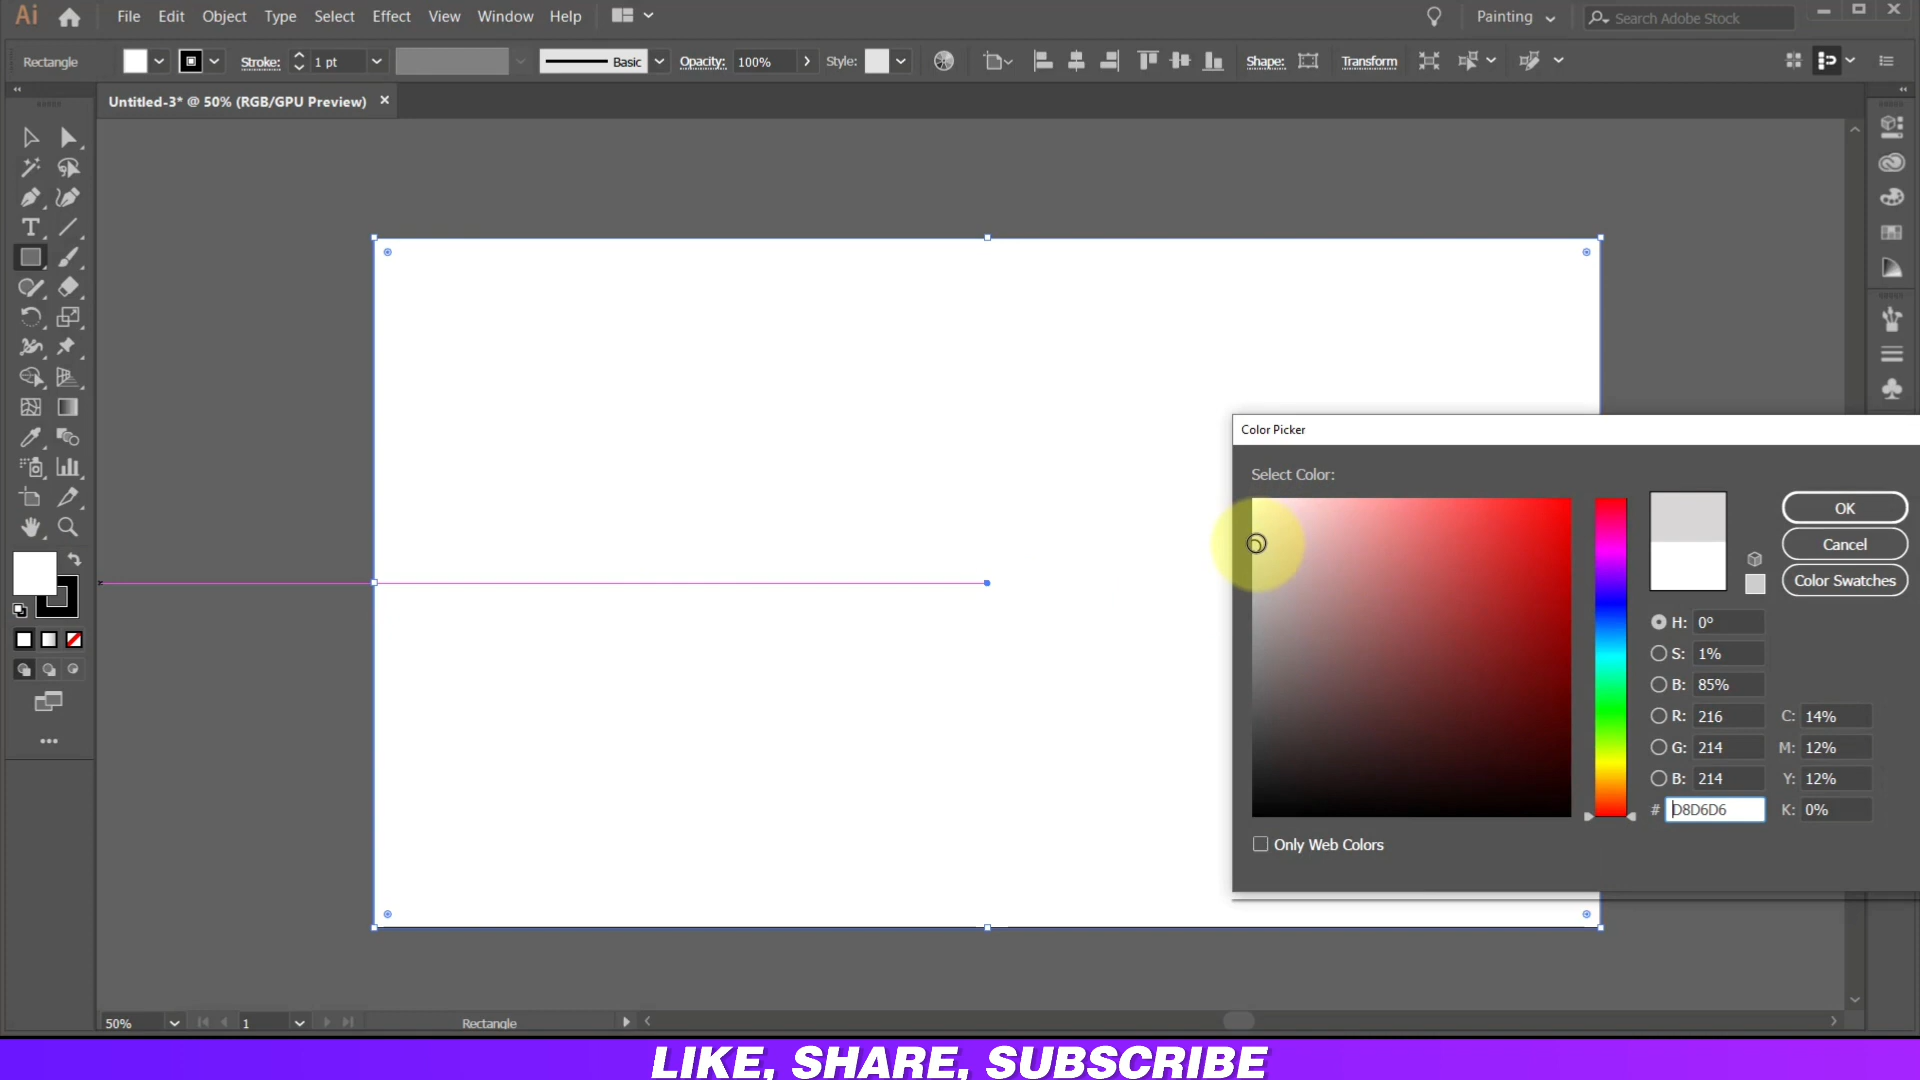 Ai File Edit Object Type Select Effect View Window Help Painting Search Adobe Stock
Rectangle Stroke: 1 pt Basic Opacity: 100% Style: Shape: Transform
Untitled-3* @ 50% (RGB/GPU Preview) ×
Color Picker
Select Color:
OK
Cancel
Color Swatches
H: 0°
S: 1%
B: 85%
R: 216 C: 14%
G: 214 M: 12%
B: 214 Y: 12%
# D8D6D6 K: 0%
Only Web Colors
50% 1 Rectangle
LIKE, SHARE, SUBSCRIBE